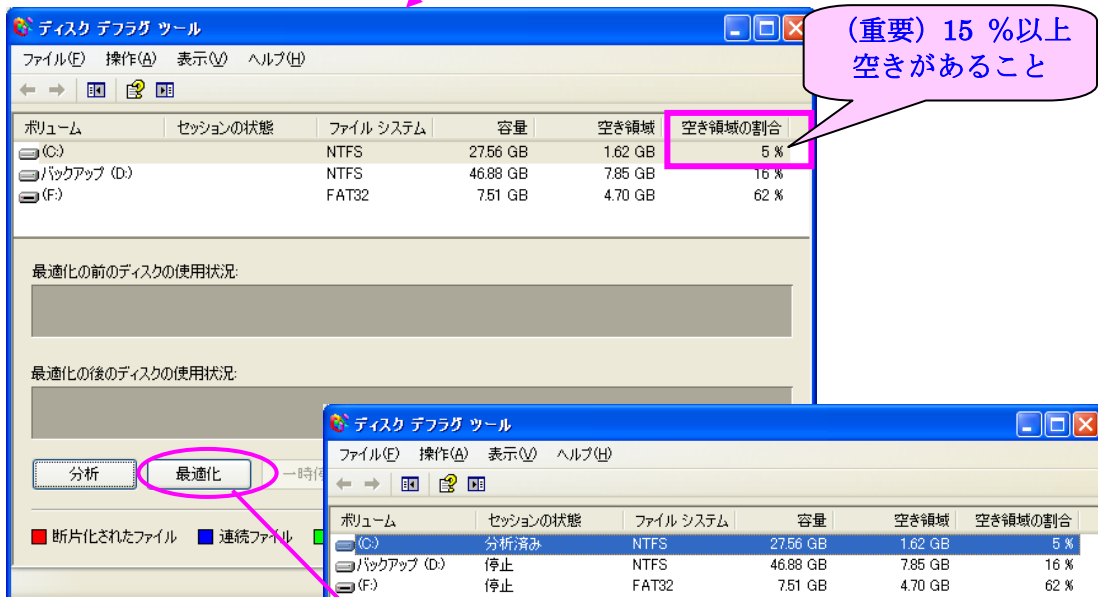 ディスク デフラグ ツール
（重要）15 %以上
空きがあること
ファイル(F) 操作(A) 表示(V) ヘルプ(H)
ボリューム セッションの状態 ファイル システム 容量 空き領域 空き領域の割合
(C:) NTFS 27.56 GB 1.62 GB 5 %
バックアップ (D:) NTFS 46.88 GB 7.85 GB 16 %
(F:) FAT32 7.51 GB 4.70 GB 62 %
最適化の前のディスクの使用状況:
最適化の後のディスクの使用状況:
分析 最適化 一時停
断片化されたファイル 連続ファイル
ディスク デフラグ ツール
ファイル(F) 操作(A) 表示(V) ヘルプ(H)
ボリューム セッションの状態 ファイル システム 容量 空き領域 空き領域の割合
(C:) 分析済み NTFS 27.56 GB 1.62 GB 5 %
バックアップ (D:) 停止 NTFS 46.88 GB 7.85 GB 16 %
(F:) 停止 FAT32 7.51 GB 4.70 GB 62 %